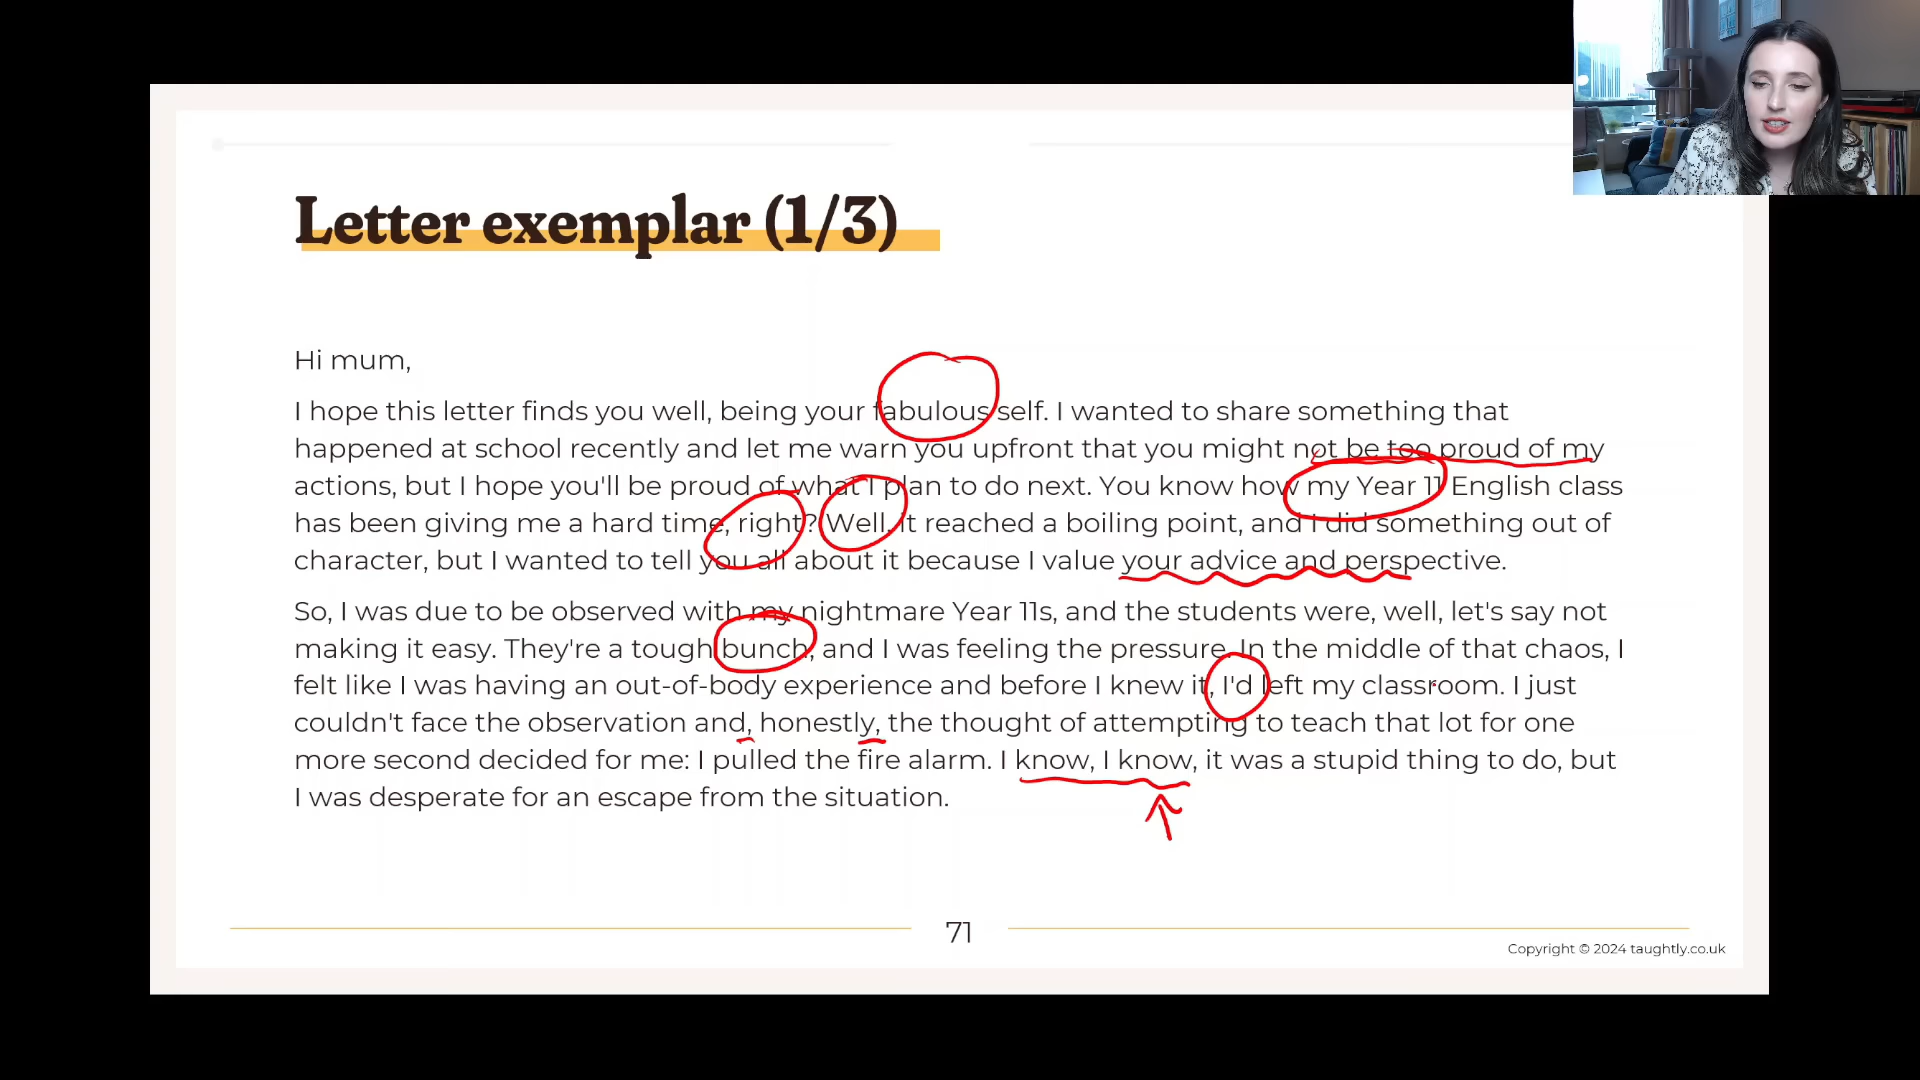 Letter exemplar (1/3)
Hi mum,
I hope this letter finds you well, being your fabulous self. I wanted to share something that
happened at school recently and let me warn you upfront that you might not be too proud of my
actions, but I hope you'll be proud of what I plan to do next. You know how my Year 11 English class
has been giving me a hard time, right? Well, it reached a boiling point, and I did something out of
character, but I wanted to tell you all about it because I value your advice and perspective.
So, I was due to be observed with my nightmare Year 11s, and the students were, well, let's say not
making it easy. They're a tough bunch, and I was feeling the pressure. In the middle of that chaos, I
felt like I was having an out-of-body experience and before I knew it, I'd left my classroom. I just
couldn't face the observation and, honestly, the thought of attempting to teach that lot for one
more second decided for me: I pulled the fire alarm. I know, I know, it was a stupid thing to do, but
I was desperate for an escape from the situation.
71
Copyright © 2024 taughtly.co.uk